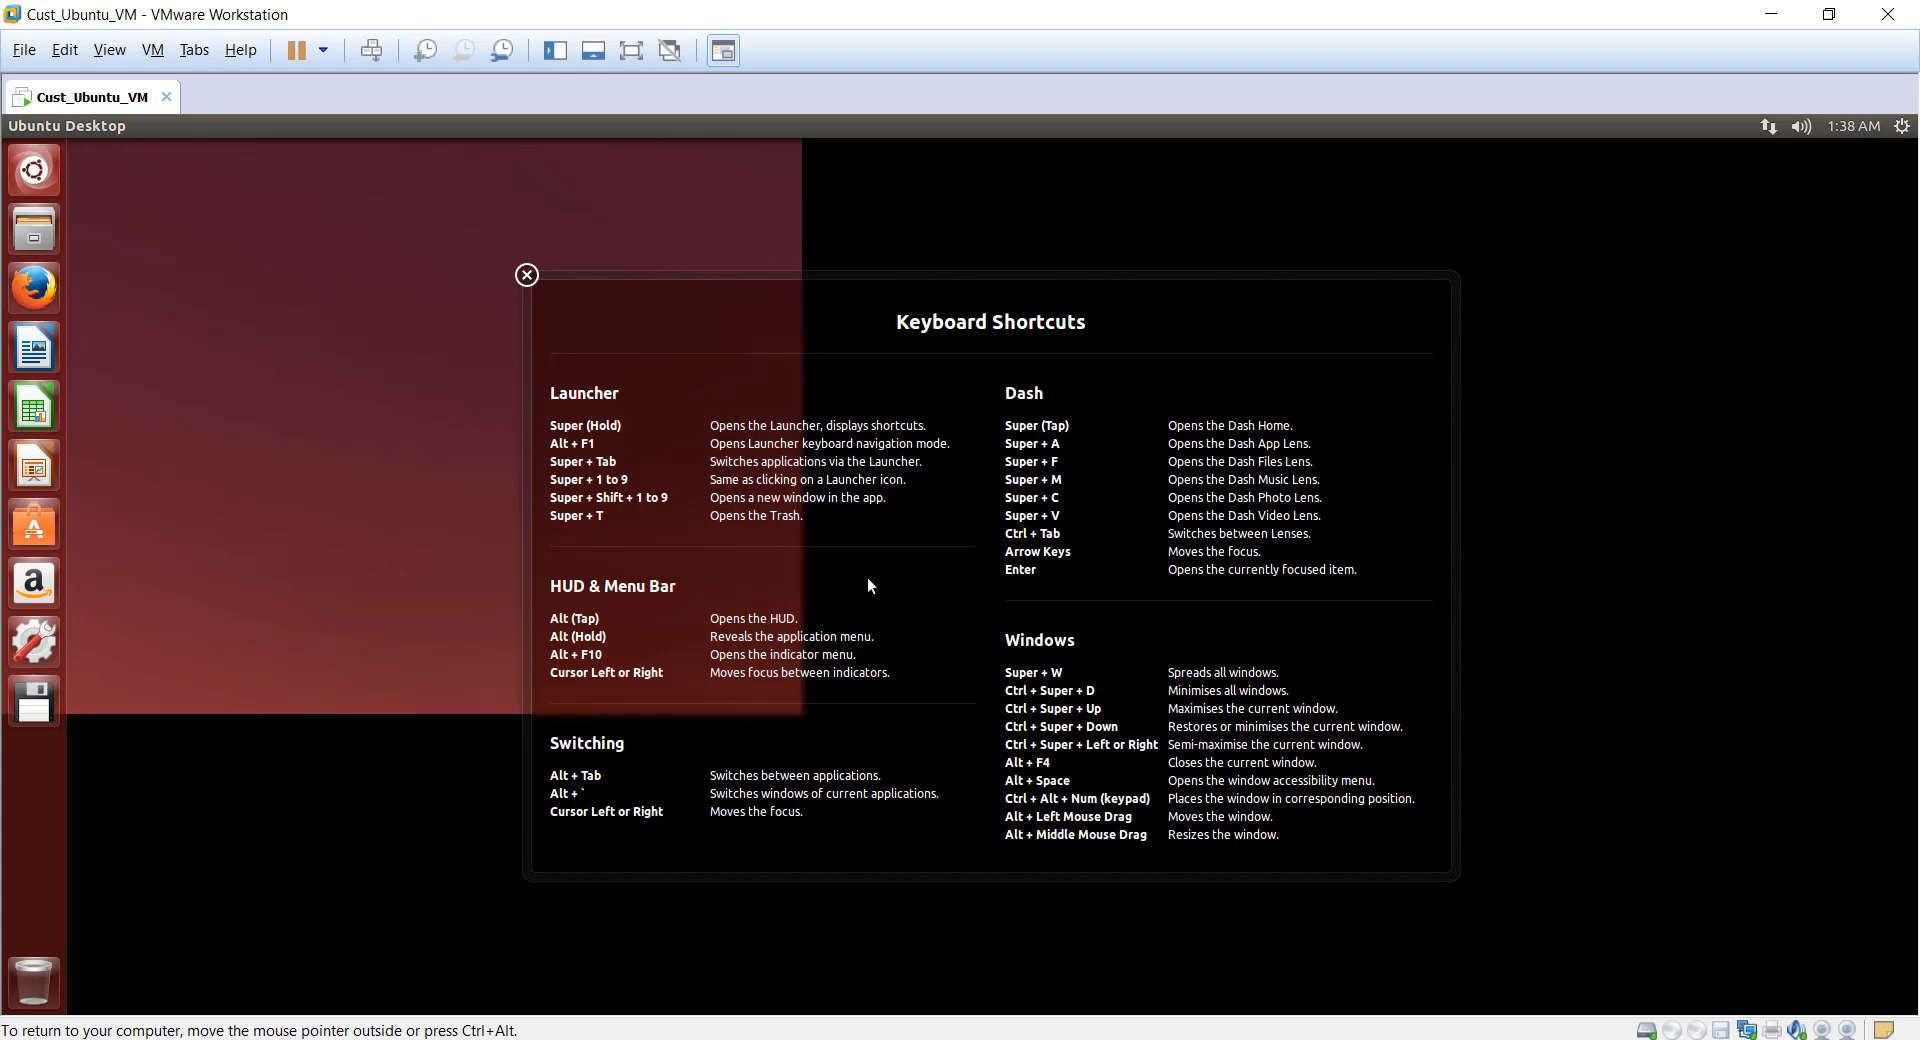 Cust_Ubuntu_VM - VMware Workstation
File Edit View VM Tabs Help
Cust_Ubuntu_VM
Ubuntu Desktop
1:38 AM
Keyboard Shortcuts
Launcher
Super (Hold) Opens the Launcher, displays shortcuts.
Alt + F1 Opens Launcher keyboard navigation mode.
Super + Tab Switches applications via the Launcher.
Super + 1 to 9 Same as clicking on a Launcher icon.
Super + Shift + 1 to 9 Opens a new window in the app.
Super + T Opens the Trash.
HUD & Menu Bar
Alt (Tap) Opens the HUD.
Alt (Hold) Reveals the application menu.
Alt + F10 Opens the indicator menu.
Cursor Left or Right Moves focus between indicators.
Switching
Alt + Tab Switches between applications.
Alt + ` Switches windows of current applications.
Cursor Left or Right Moves the focus.
Dash
Super (Tap) Opens the Dash Home.
Super + A Opens the Dash App Lens.
Super + F Opens the Dash Files Lens.
Super + M Opens the Dash Music Lens.
Super + C Opens the Dash Photo Lens.
Super + V Opens the Dash Video Lens.
Ctrl + Tab Switches between Lenses.
Arrow Keys Moves the focus.
Enter Opens the currently focused item.
Windows
Super + W Spreads all windows.
Ctrl + Super + D Minimises all windows.
Ctrl + Super + Up Maximises the current window.
Ctrl + Super + Down Restores or minimises the current window.
Ctrl + Super + Left or Right Semi-maximise the current window.
Alt + F4 Closes the current window.
Alt + Space Opens the window accessibility menu.
Ctrl + Alt + Num (keypad) Places the window in corresponding position.
Alt + Left Mouse Drag Moves the window.
Alt + Middle Mouse Drag Resizes the window.
To return to your computer, move the mouse pointer outside or press Ctrl+Alt.